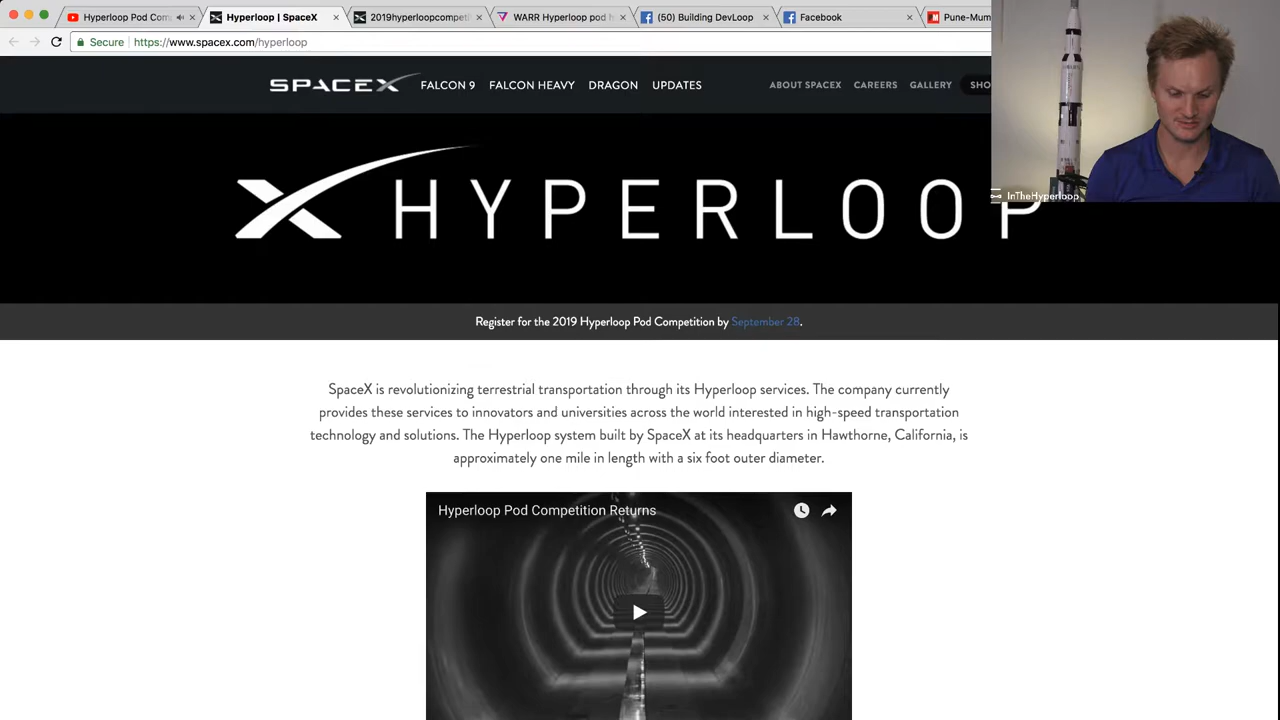 Hyperloop Pod Com
Hyperloop | SpaceX
2019hyperloopcompeti
WARR Hyperloop pod h
(50) Building DevLoop
Facebook
Pune-Mum
Secure
https://www.spacex.com/hyperloop
SPACEX
FALCON 9
FALCON HEAVY
DRAGON
UPDATES
ABOUT SPACEX
CAREERS
GALLERY
SHO
InTheHyperloop
X HYPERLOOP
Register for the 2019 Hyperloop Pod Competition by September 28.
SpaceX is revolutionizing terrestrial transportation through its Hyperloop services. The company currently
provides these services to innovators and universities across the world interested in high-speed transportation
technology and solutions. The Hyperloop system built by SpaceX at its headquarters in Hawthorne, California, is
approximately one mile in length with a six foot outer diameter.
Hyperloop Pod Competition Returns